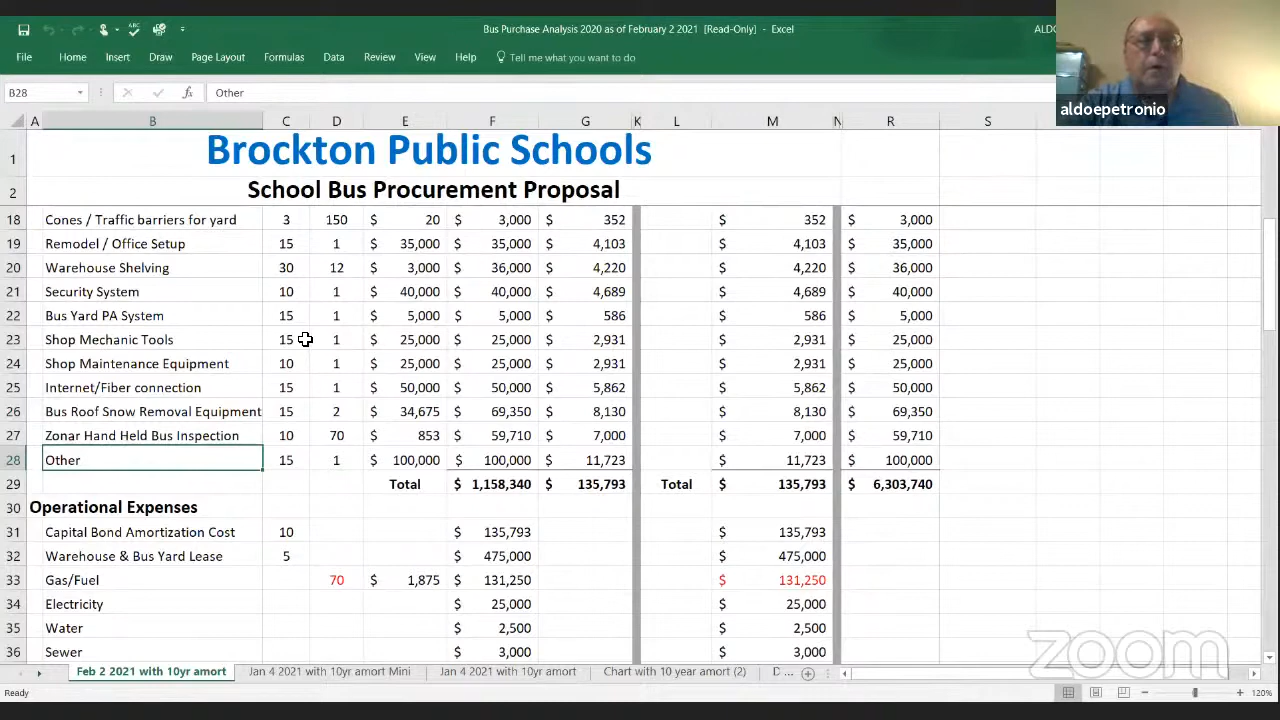 Bus Purchase Analysis 2020 as of February 2 2021 [Read-Only] - Excel
ALDO
File Home Insert Draw Page Layout Formulas Data Page Review View Help Tell me what you want to do
B28 fx Other
aldoepetronio
A B C D E F G K L M N R S
1 Brockton Public Schools
2 School Bus Procurement Proposal
18 Cones / Traffic barriers for yard 3 150 $ 20 $ 3,000 $ 352 $ 352 $ 3,000
19 Remodel / Office Setup 15 1 $ 35,000 $ 35,000 $ 4,103 $ 4,103 $ 35,000
20 Warehouse Shelving 30 12 $ 3,000 $ 36,000 $ 4,220 $ 4,220 $ 36,000
21 Security System 10 1 $ 40,000 $ 40,000 $ 4,689 $ 4,689 $ 40,000
22 Bus Yard PA System 15 1 $ 5,000 $ 5,000 $ 586 $ 586 $ 5,000
23 Shop Mechanic Tools 15 1 $ 25,000 $ 25,000 $ 2,931 $ 2,931 $ 25,000
24 Shop Maintenance Equipment 10 1 $ 25,000 $ 25,000 $ 2,931 $ 2,931 $ 25,000
25 Internet/Fiber connection 15 1 $ 50,000 $ 50,000 $ 5,862 $ 5,862 $ 50,000
26 Bus Roof Snow Removal Equipment 15 2 $ 34,675 $ 69,350 $ 8,130 $ 8,130 $ 69,350
27 Zonar Hand Held Bus Inspection 10 70 $ 853 $ 59,710 $ 7,000 $ 7,000 $ 59,710
28 Other 15 1 $ 100,000 $ 100,000 $ 11,723 $ 11,723 $ 100,000
29 Total $ 1,158,340 $ 135,793 Total $ 135,793 $ 6,303,740
30 Operational Expenses
31 Capital Bond Amortization Cost 10 $ 135,793 $ 135,793
32 Warehouse & Bus Yard Lease 5 $ 475,000 $ 475,000
33 Gas/Fuel 70 $ 1,875 $ 131,250 $ 131,250
34 Electricity $ 25,000 $ 25,000
35 Water $ 2,500 $ 2,500
36 Sewer $ 3,000 $ 3,000
zoom
Feb 2 2021 with 10yr amort Jan 4 2021 with 10yr amort Mini Jan 4 2021 with 10yr amort Chart with 10 year amort (2) D ...
Ready 120%